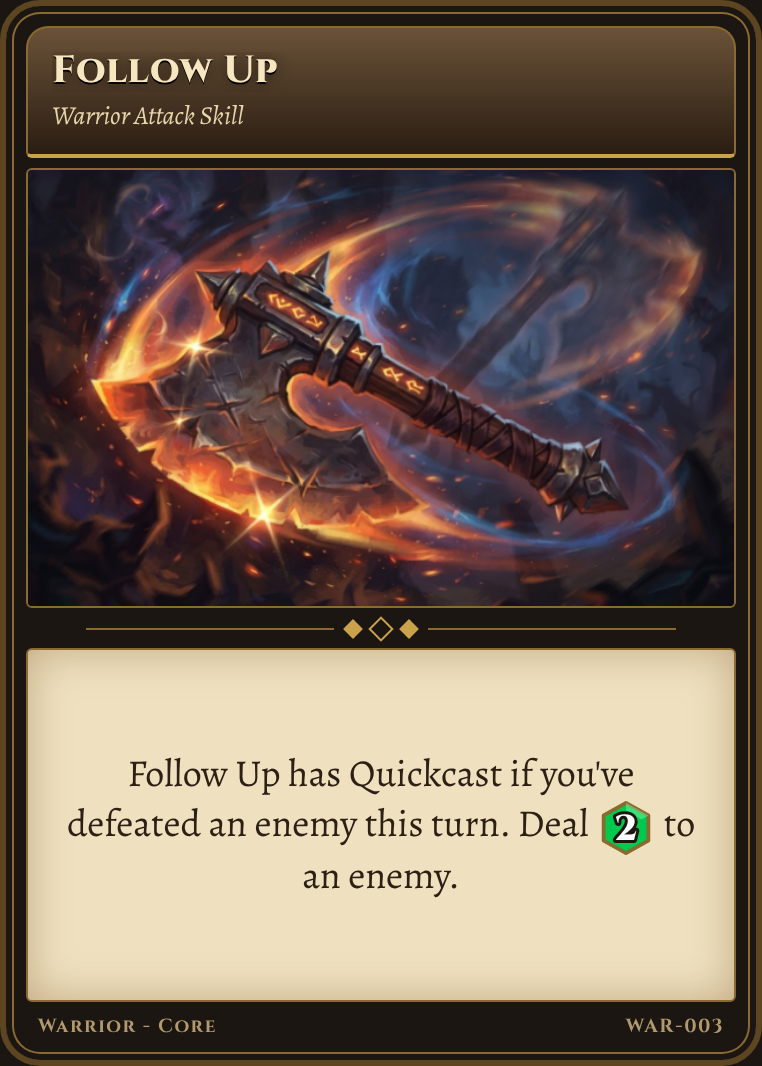 Follow Up
Warrior Attack Skill
Follow Up has Quickcast if you've
defeated an enemy this turn. Deal 2 to
an enemy.
Warrior - Core
WAR-003